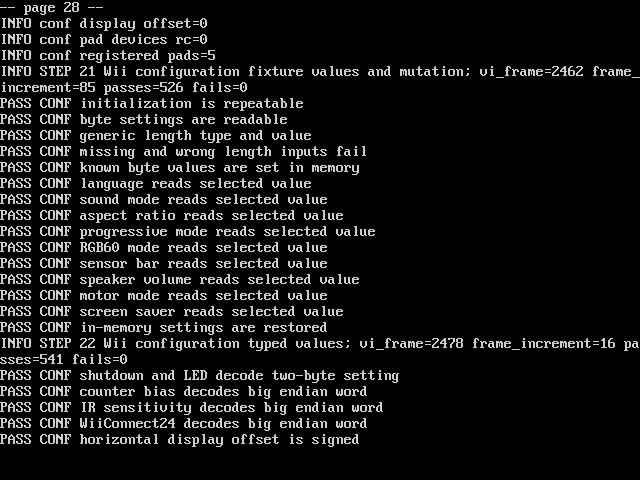 -- page 28 --
INFO conf display offset=0
INFO conf pad devices rc=0
INFO conf registered pads=5
INFO STEP 21 Wii configuration fixture values and mutation; vi_frame=2462 frame_
increment=85 passes=526 fails=0
PASS CONF initialization is repeatable
PASS CONF byte settings are readable
PASS CONF generic length type and value
PASS CONF missing and wrong length inputs fail
PASS CONF known byte values are set in memory
PASS CONF language reads selected value
PASS CONF sound mode reads selected value
PASS CONF aspect ratio reads selected value
PASS CONF progressive mode reads selected value
PASS CONF RGB60 mode reads selected value
PASS CONF sensor bar reads selected value
PASS CONF speaker volume reads selected value
PASS CONF motor mode reads selected value
PASS CONF screen saver reads selected value
PASS CONF in-memory settings are restored
INFO STEP 22 Wii configuration typed values; vi_frame=2478 frame_increment=16 pa
sses=541 fails=0
PASS CONF shutdown and LED decode two-byte setting
PASS CONF counter bias decodes big endian word
PASS CONF IR sensitivity decodes big endian word
PASS CONF WiiConnect24 decodes big endian word
PASS CONF horizontal display offset is signed